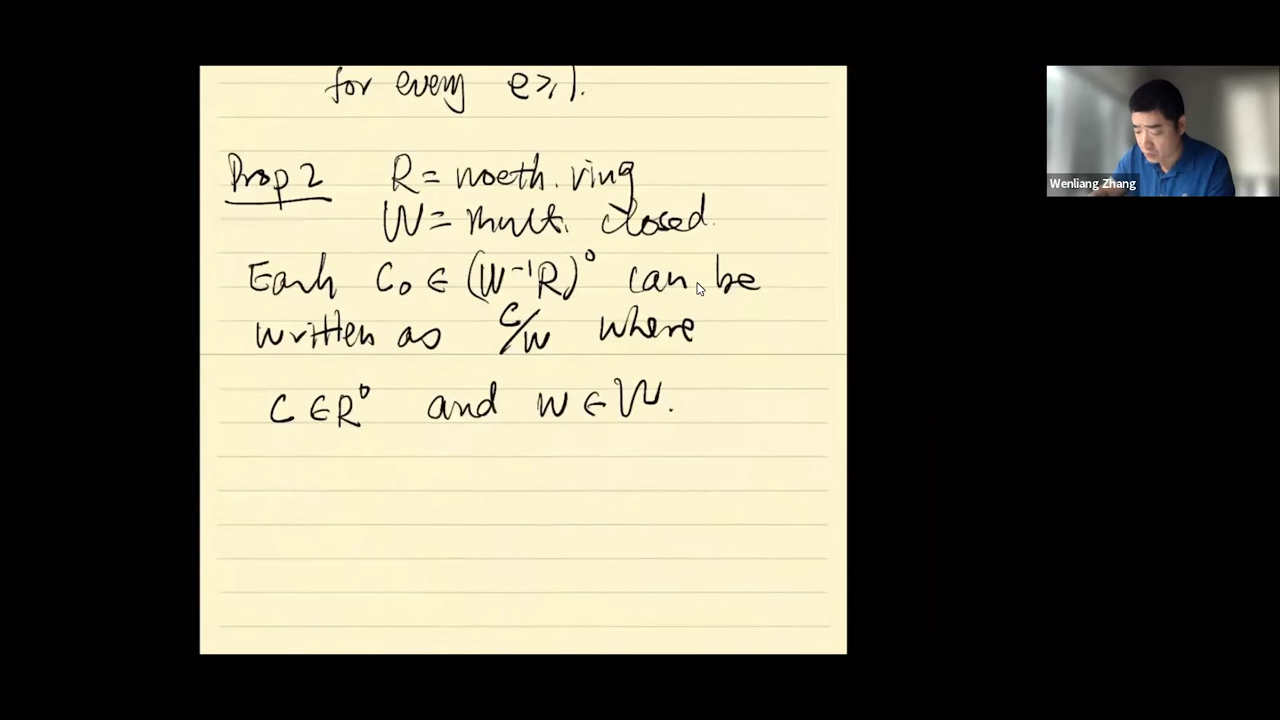 for every e ≥ 1.
Prop 2 R = noeth. ring
W = mult. closed.
Each C₀ ∈ (W⁻¹R)° can be
written as c/w where
C ∈ R° and w ∈ W.
Wenliang Zhang